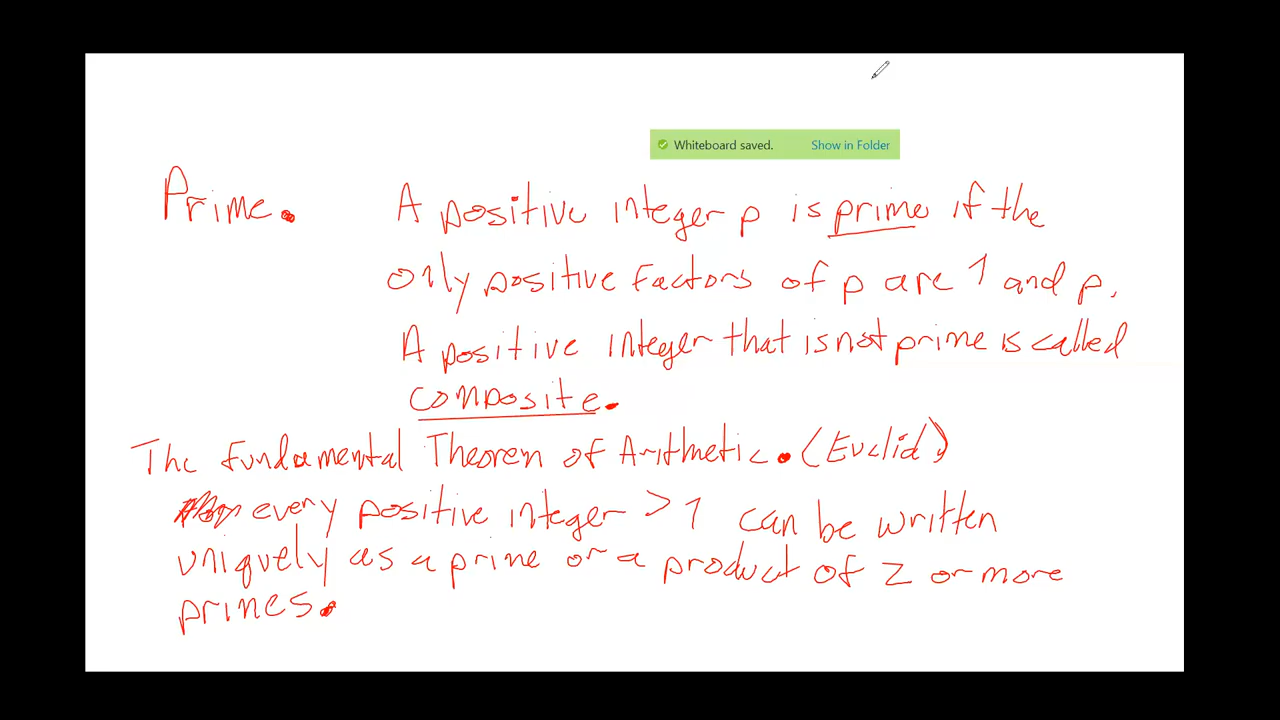 Whiteboard saved. Show in Folder
Prime. A positive integer p is prime if the
only positive factors of p are 1 and p.
A positive integer that is not prime is called
composite.
The Fundamental Theorem of Arithmetic. (Euclid)
every positive integer > 1 can be written
uniquely as a prime or a product of 2 or more
primes.